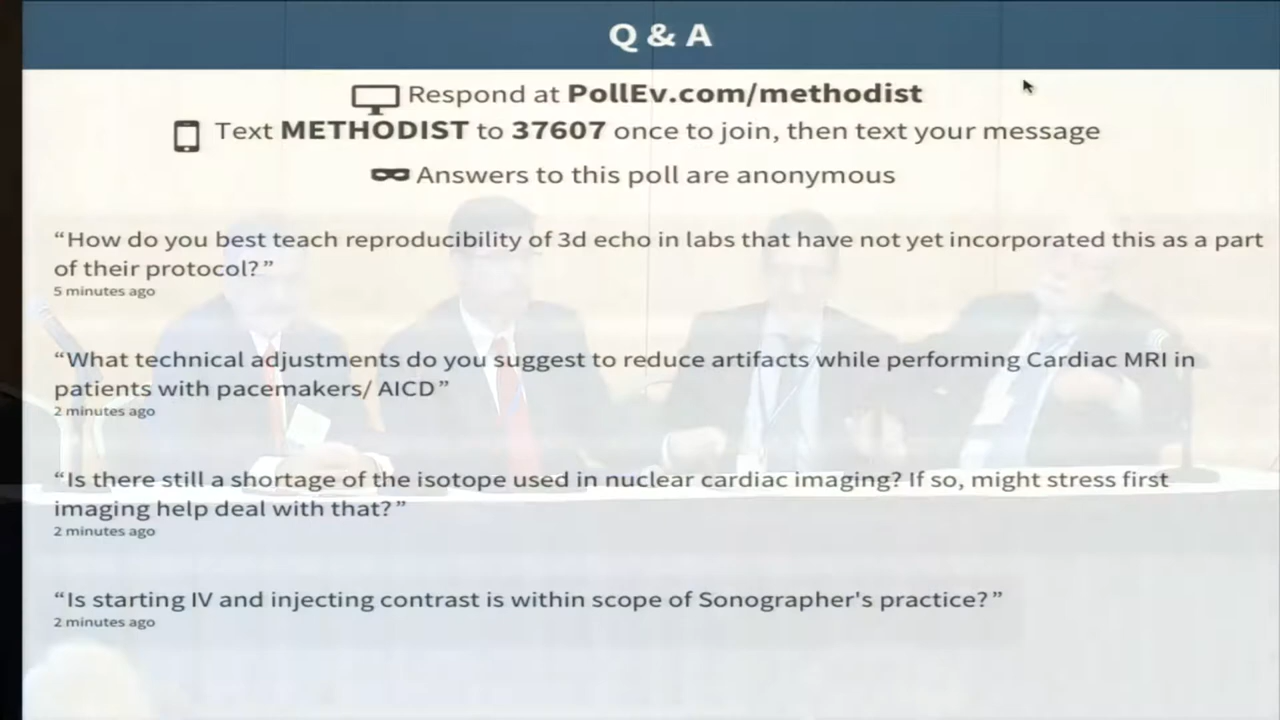 Q & A
Respond at PollEv.com/methodist
Text METHODIST to 37607 once to join, then text your message
Answers to this poll are anonymous
“How do you best teach reproducibility of 3d echo in labs that have not yet incorporated this as a part
of their protocol?”
5 minutes ago
“What technical adjustments do you suggest to reduce artifacts while performing Cardiac MRI in
patients with pacemakers/ AICD”
2 minutes ago
“Is there still a shortage of the isotope used in nuclear cardiac imaging? If so, might stress first
imaging help deal with that?”
2 minutes ago
“Is starting IV and injecting contrast is within scope of Sonographer's practice?”
2 minutes ago